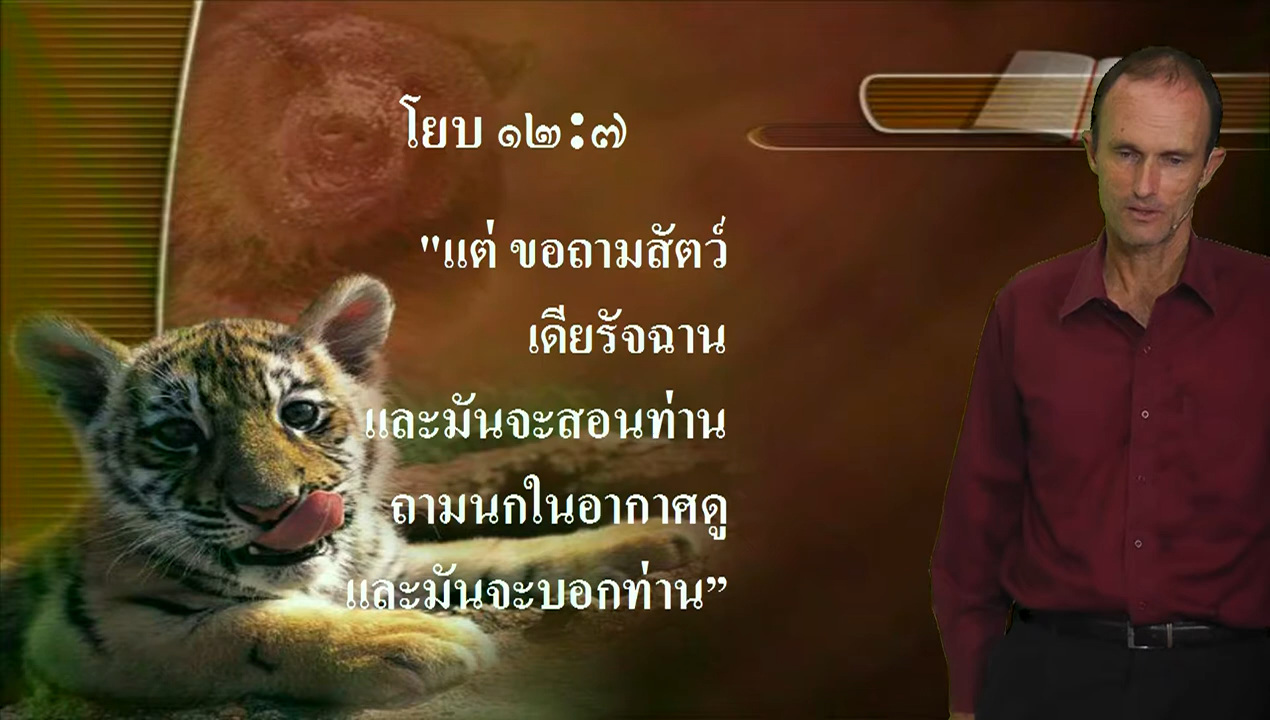 โยบ ๑๒:๗
"แต่ ขอถามสัตว์
เดียรัจฉาน
และมันจะสอนท่าน
ถามนกในอากาศดู
และมันจะบอกท่าน”